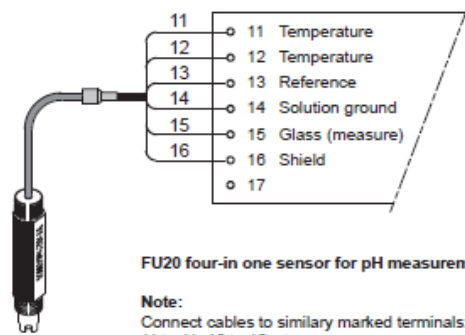 11
12
13
14
15
16
11 Temperature
12 Temperature
13 Reference
14 Solution ground
15 Glass (measure)
16 Shield
17
FU20 four-in one sensor for pH measuremen
Note:
Connect cables to similary marked terminals